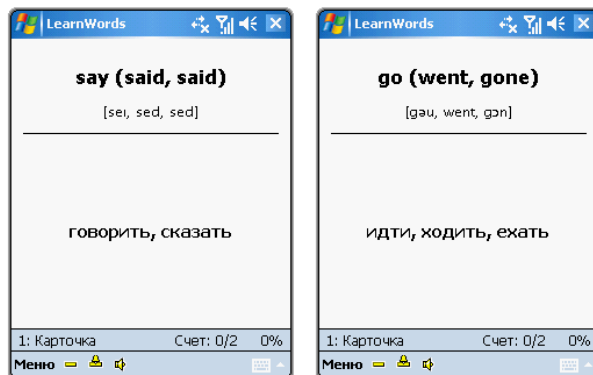 LearnWords
say (said, said)
[seı, sed, sed]
говорить, сказать
1: Карточка Счет: 0/2 0%
Меню
LearnWords
go (went, gone)
[gəu, went, gɔn]
идти, ходить, ехать
1: Карточка Счет: 0/2 0%
Меню